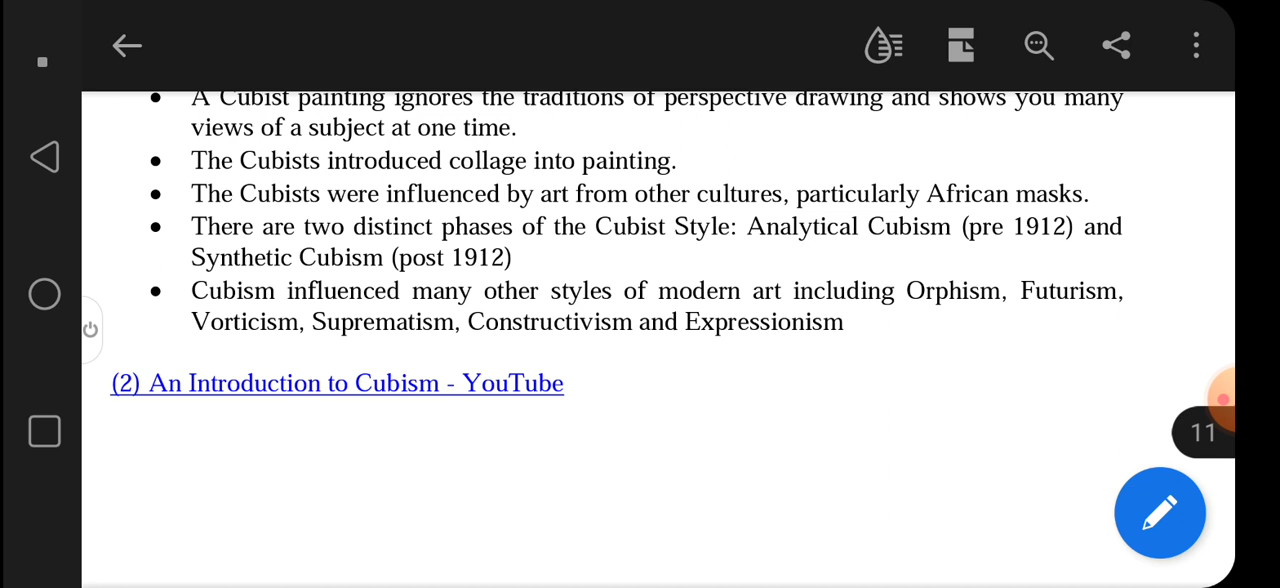 A Cubist painting ignores the traditions of perspective drawing and shows you many
views of a subject at one time.
The Cubists introduced collage into painting.
The Cubists were influenced by art from other cultures, particularly African masks.
There are two distinct phases of the Cubist Style: Analytical Cubism (pre 1912) and
Synthetic Cubism (post 1912)
Cubism influenced many other styles of modern art including Orphism, Futurism,
Vorticism, Suprematism, Constructivism and Expressionism
(2) An Introduction to Cubism - YouTube
11